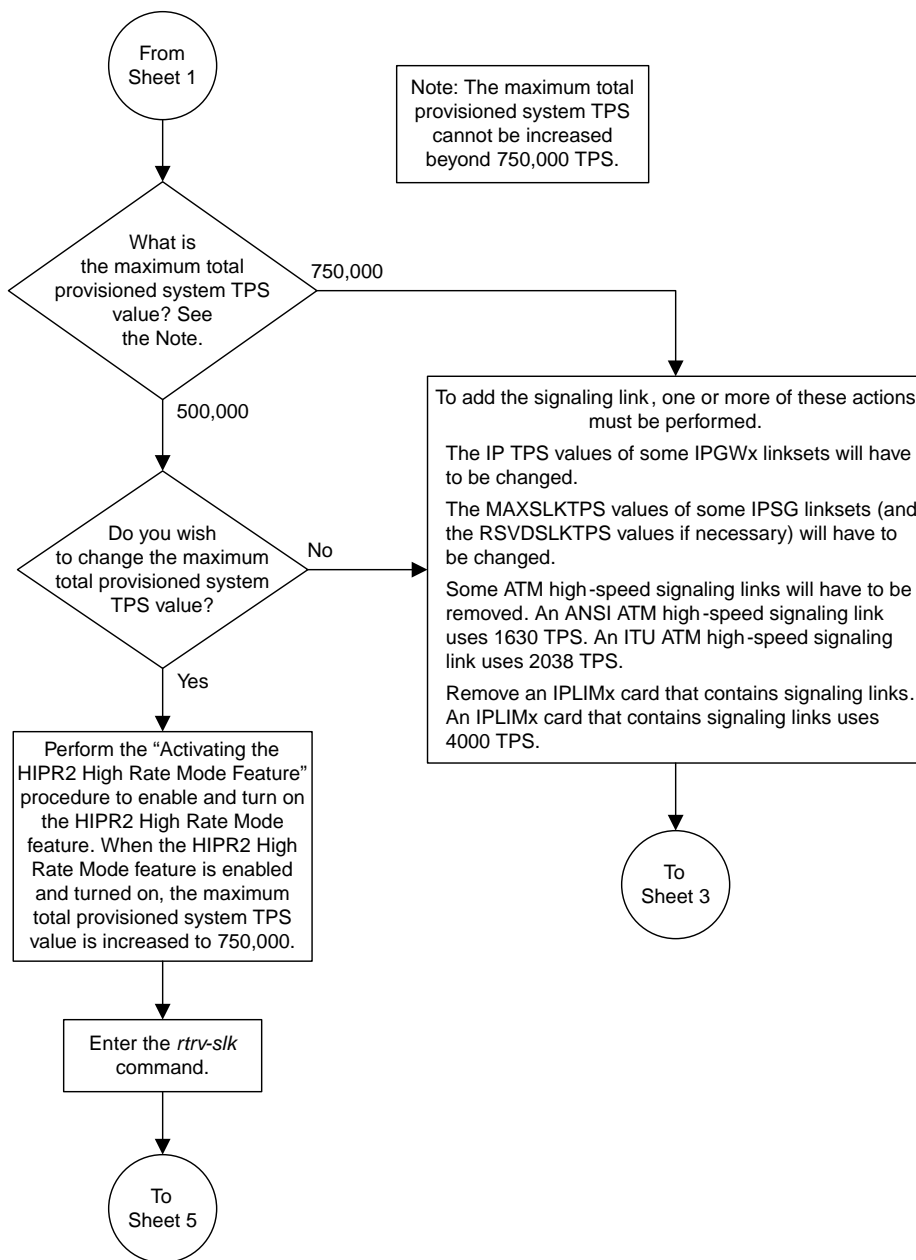 From
Sheet 1
Note: The maximum total
provisioned system TPS
cannot be increased
beyond 750,000 TPS.
What is
the maximum total
provisioned system TPS
value? See
the Note.
750,000
500,000
To add the signaling link, one or more of these actions
must be performed.
The IP TPS values of some IPGWx linksets will have
to be changed.
The MAXSLKTPS values of some IPSG linksets (and
the RSVDSLKTPS values if necessary) will have to
be changed.
Some ATM high-speed signaling links will have to be
removed. An ANSI ATM high-speed signaling link
uses 1630 TPS. An ITU ATM high-speed signaling
link uses 2038 TPS.
Remove an IPLIMx card that contains signaling links.
An IPLIMx card that contains signaling links uses
4000 TPS.
Do you wish
to change the maximum
total provisioned system
TPS value?
No
Yes
Perform the “Activating the
HIPR2 High Rate Mode Feature”
procedure to enable and turn on
the HIPR2 High Rate Mode
feature. When the HIPR2 High
Rate Mode feature is enabled
and turned on, the maximum
total provisioned system TPS
value is increased to 750,000.
To
Sheet 3
Enter the rtrv-slk
command.
To
Sheet 5